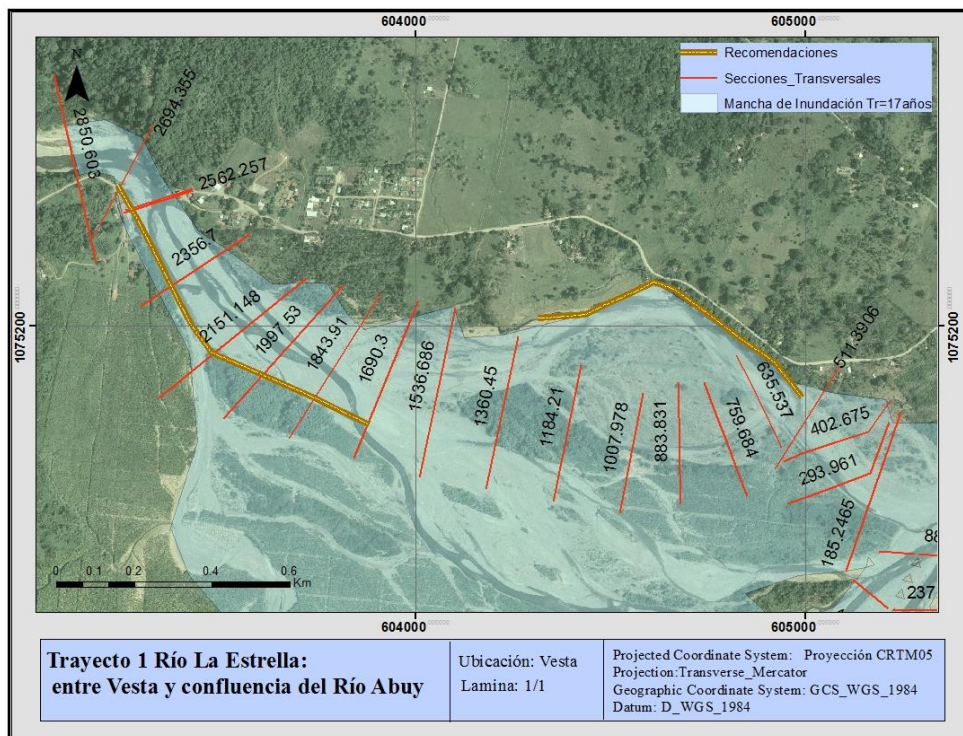 604000
605000
Recomendaciones
Secciones_Transversales
Mancha de Inundación Tr=17años
N
2850.603
2694.355
2562.257
2356.7
2151.148
1997.53
1843.91
1690.3
1536.686
1360.45
1184.21
1007.978
883.831
759.684
635.537
511.3906
402.675
293.961
185.2465
88
237
1075200
1075200
0 0.1 0.2 0.4 0.6
Km
604000
605000
Trayecto 1 Río La Estrella:
entre Vesta y confluencia del Río Abuy
Ubicación: Vesta
Lamina: 1/1
Projected Coordinate System: Proyección CRTM05
Projection:Transverse_Mercator
Geographic Coordinate System: GCS_WGS_1984
Datum: D_WGS_1984